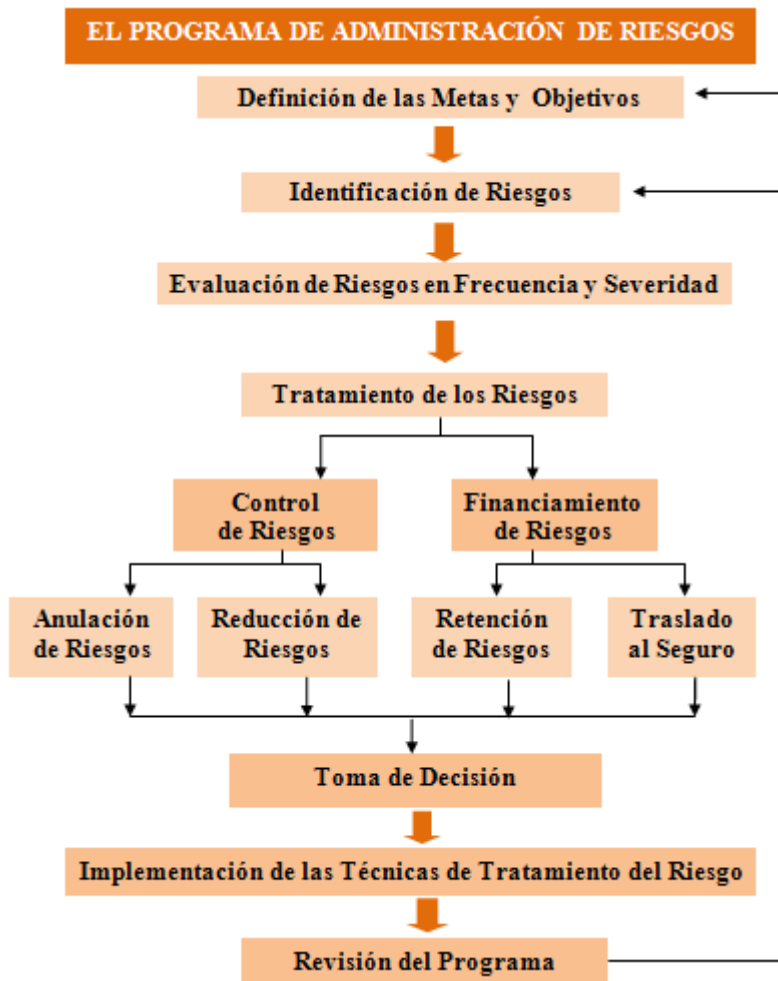 EL PROGRAMA DE ADMINISTRACIÓN DE RIESGOS
Definición de las Metas y Objetivos
Identificación de Riesgos
Evaluación de Riesgos en Frecuencia y Severidad
Tratamiento de los Riesgos
Control
de Riesgos
Financiamiento
de Riesgos
Anulación
de Riesgos
Reducción de
Riesgos
Retención
de Riesgos
Traslado
al Seguro
Toma de Decisión
Implementación de las Técnicas de Tratamiento del Riesgo
Revisión del Programa